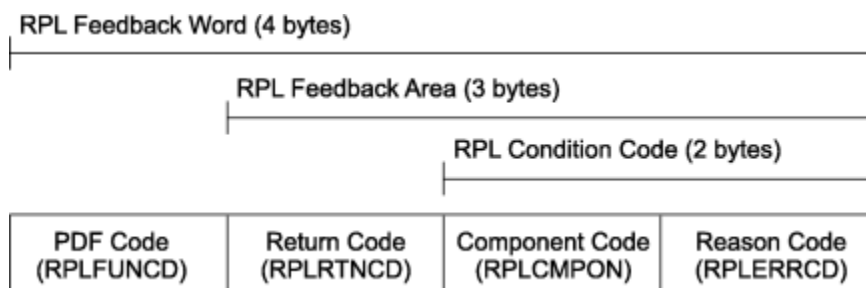 RPL Feedback Word (4 bytes)
RPL Feedback Area (3 bytes)
RPL Condition Code (2 bytes)
PDF Code
(RPLFUNCD)
Return Code
(RPLRTNCD)
Component Code
(RPLCMPON)
Reason Code
(RPLERRCD)